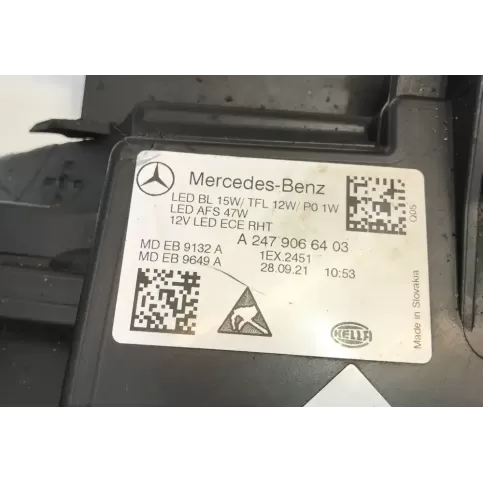 Mercedes-Benz
LED BL 15W/ TFL 12W/ P0 1W
LED AFS 47W
12V LED ECE RHT
A 247 906 64 03
MD EB 9132 A
1EX.2451
MD EB 9649 A
28.09.21 10:53
HELLA
Q05
Made in Slovakia